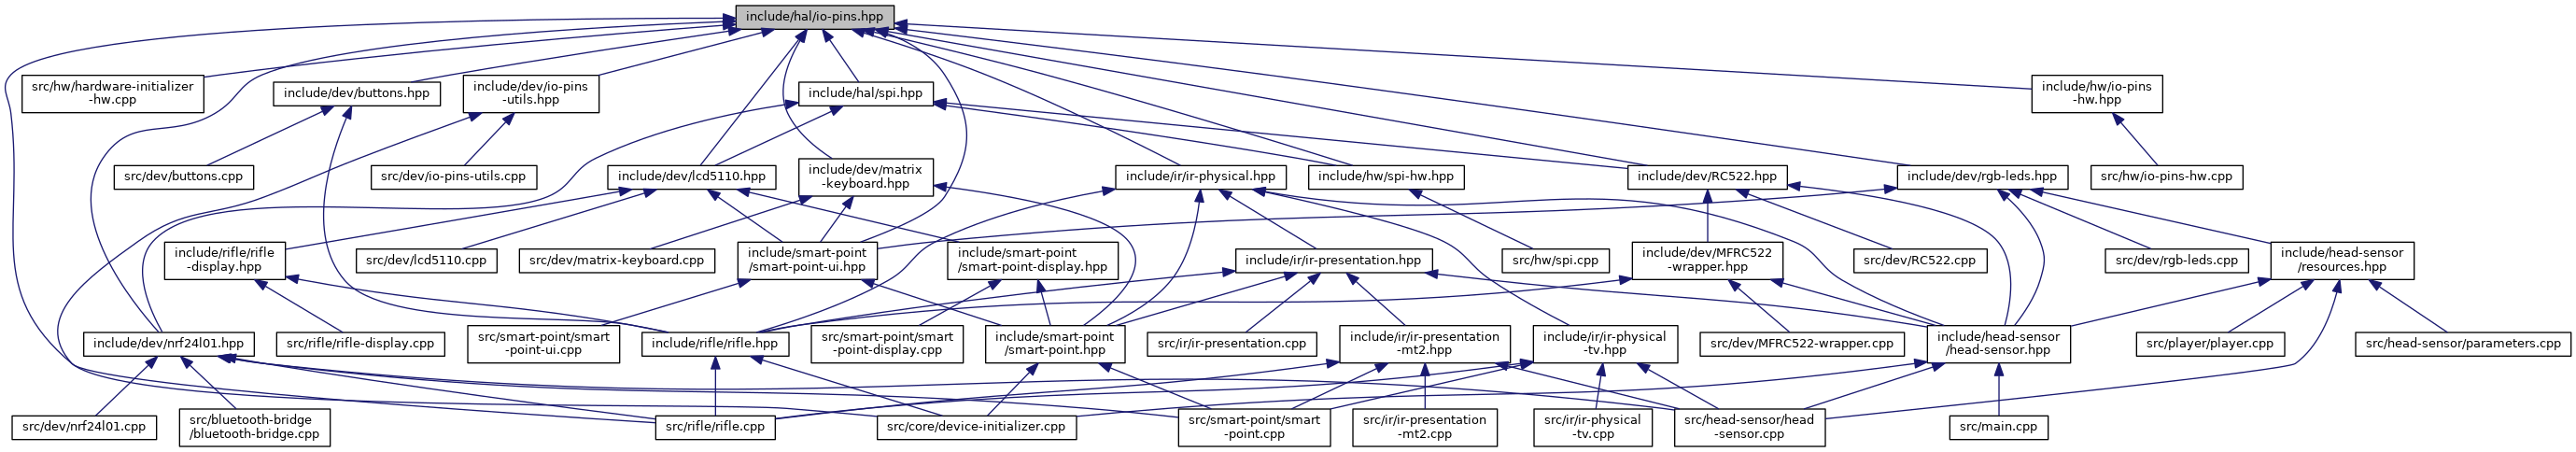 include/hal/io-pins.hpp
src/hw/hardware-initializer
-hw.cpp
include/dev/buttons.hpp
include/dev/io-pins
-utils.hpp
include/hal/spi.hpp
include/hw/io-pins
-hw.hpp
src/dev/buttons.cpp
src/dev/io-pins-utils.cpp
include/dev/lcd5110.hpp
include/dev/matrix
-keyboard.hpp
include/ir/ir-physical.hpp
include/hw/spi-hw.hpp
include/dev/RC522.hpp
include/dev/rgb-leds.hpp
src/hw/io-pins-hw.cpp
include/rifle/rifle
-display.hpp
src/dev/lcd5110.cpp
src/dev/matrix-keyboard.cpp
include/smart-point
/smart-point-ui.hpp
include/smart-point
/smart-point-display.hpp
include/ir/ir-presentation.hpp
src/hw/spi.cpp
include/dev/MFRC522
-wrapper.hpp
src/dev/RC522.cpp
src/dev/rgb-leds.cpp
include/head-sensor
/resources.hpp
include/dev/nrf24l01.hpp
src/rifle/rifle-display.cpp
src/smart-point/smart
-point-ui.cpp
include/rifle/rifle.hpp
src/smart-point/smart
-point-display.cpp
include/smart-point
/smart-point.hpp
src/ir/ir-presentation.cpp
include/ir/ir-presentation
-mt2.hpp
include/ir/ir-physical
-tv.hpp
src/dev/MFRC522-wrapper.cpp
include/head-sensor
/head-sensor.hpp
src/player/player.cpp
src/head-sensor/parameters.cpp
src/dev/nrf24l01.cpp
src/bluetooth-bridge
/bluetooth-bridge.cpp
src/rifle/rifle.cpp
src/core/device-initializer.cpp
src/smart-point/smart
-point.cpp
src/ir/ir-presentation
-mt2.cpp
src/ir/ir-physical
-tv.cpp
src/head-sensor/head
-sensor.cpp
src/main.cpp